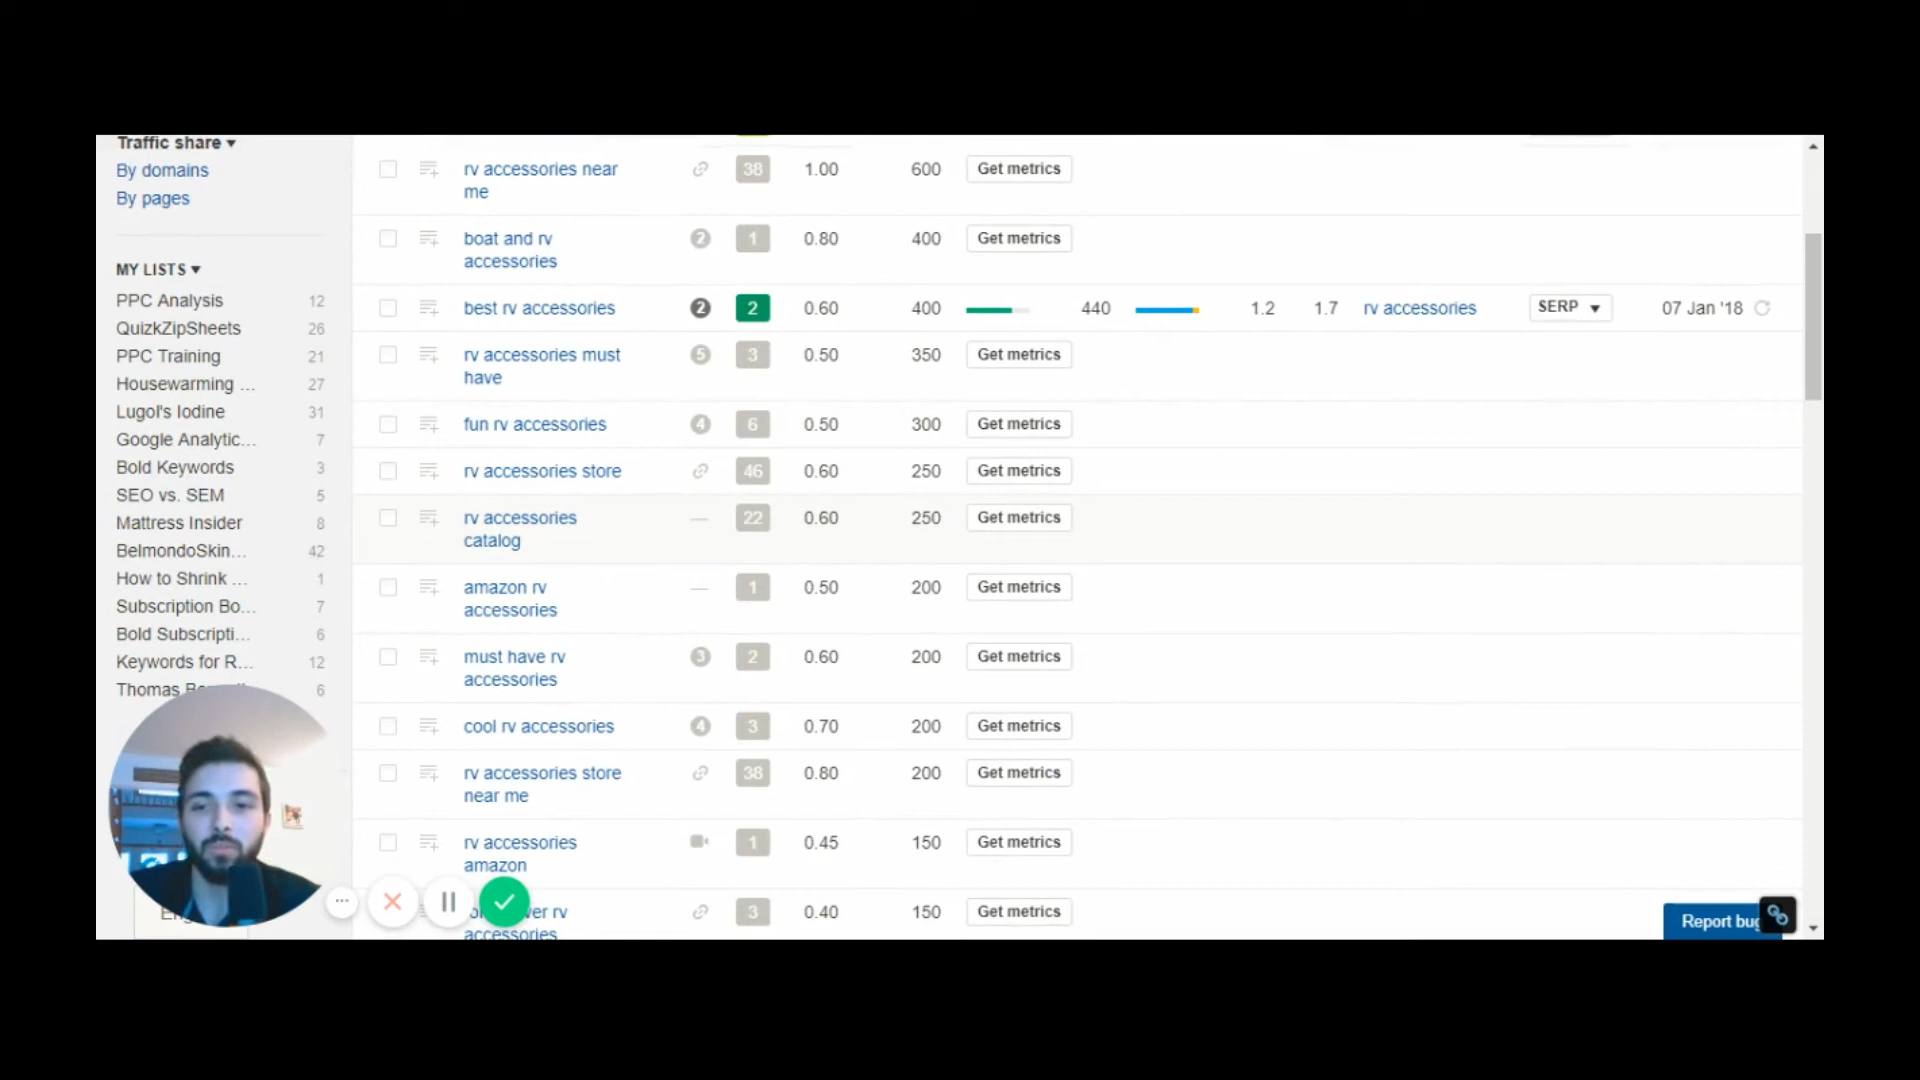 Traffic share ▾
By domains
By pages
MY LISTS ▾
PPC Analysis 12
QuizkZipSheets 26
PPC Training 21
Housewarming ... 27
Lugol's Iodine 31
Google Analytic... 7
Bold Keywords 3
SEO vs. SEM 5
Mattress Insider 8
BelmondoSkin... 42
How to Shrink ... 1
Subscription Bo... 7
Bold Subscripti... 6
Keywords for R... 12
Thomas 6
rv accessories near 38 1.00 600 Get metrics
me
boat and rv 2 1 0.80 400 Get metrics
accessories
best rv accessories 2 2 0.60 400 440 1.2 1.7 rv accessories SERP ▾ 07 Jan '18
rv accessories must 5 3 0.50 350 Get metrics
have
fun rv accessories 4 6 0.50 300 Get metrics
rv accessories store 46 0.60 250 Get metrics
rv accessories — 22 0.60 250 Get metrics
catalog
amazon rv — 1 0.50 200 Get metrics
accessories
must have rv 3 2 0.60 200 Get metrics
accessories
cool rv accessories 4 3 0.70 200 Get metrics
rv accessories store 38 0.80 200 Get metrics
near me
rv accessories 1 0.45 150 Get metrics
amazon
rv 3 0.40 150 Get metrics
accessories
Report bug